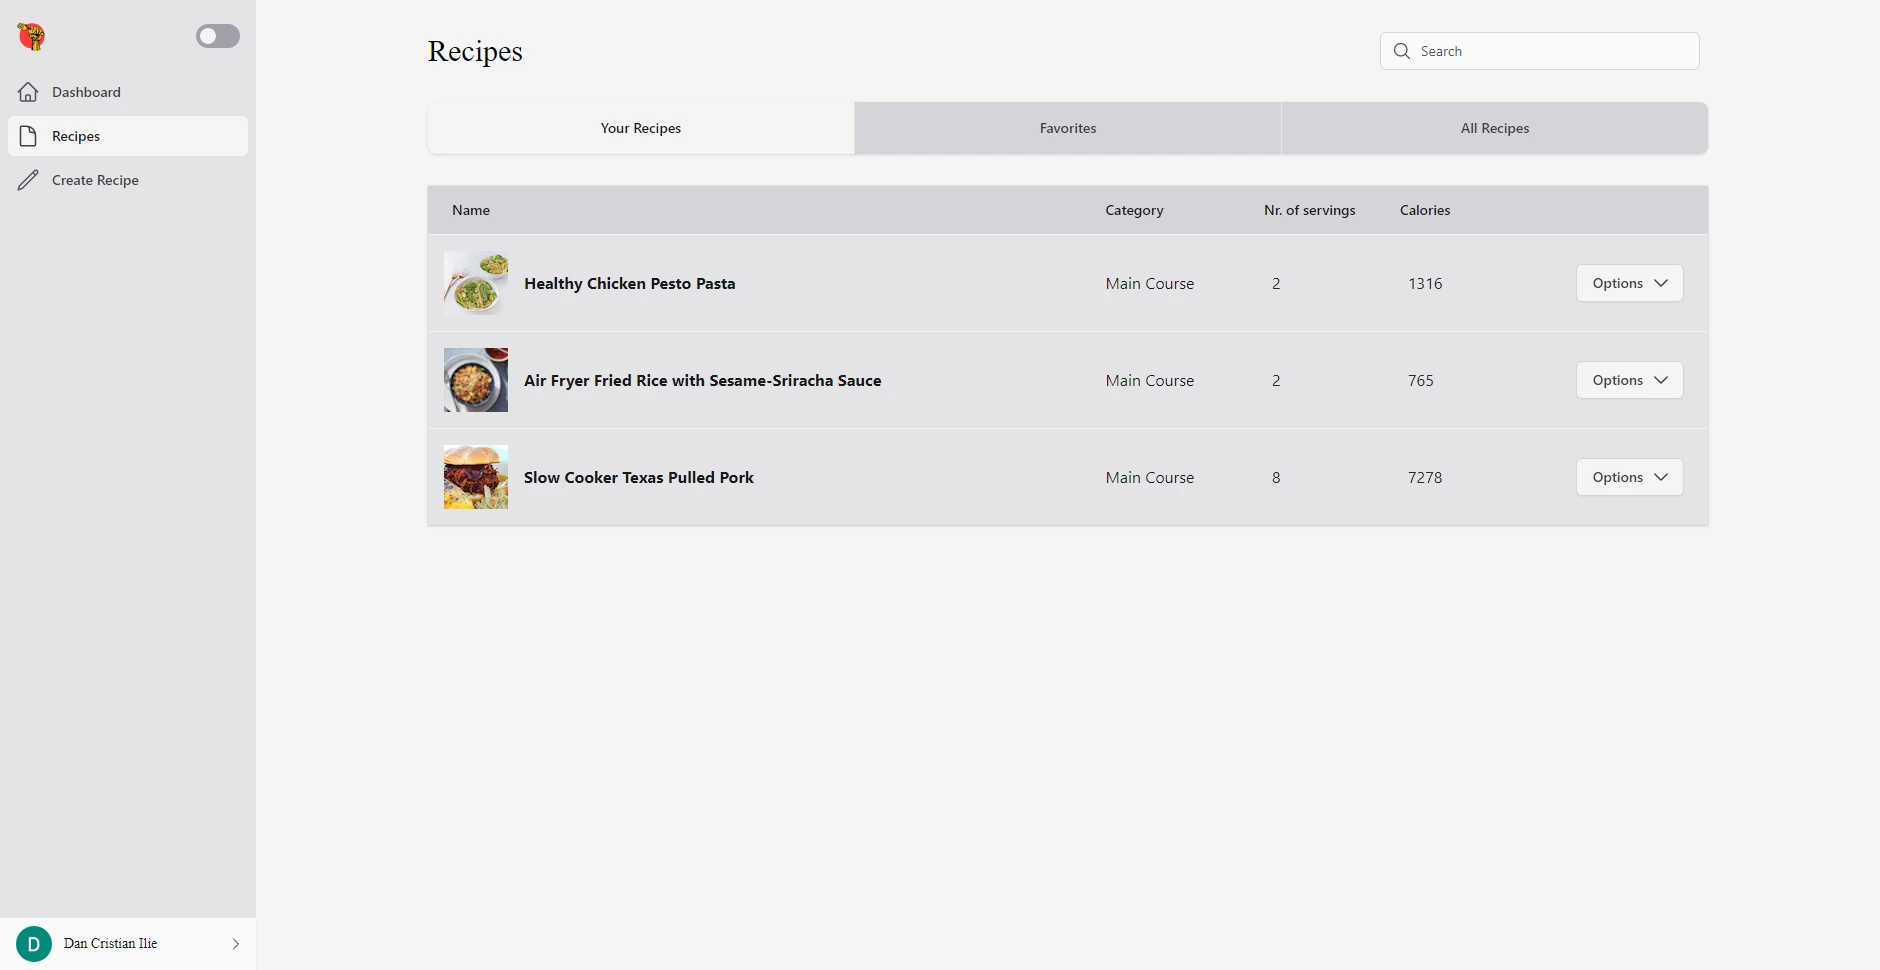 Dashboard
Recipes
Create Recipe
D Dan Cristian Ilie
Recipes
Search
Your Recipes Favorites All Recipes
Name Category Nr. of servings Calories
Healthy Chicken Pesto Pasta Main Course 2 1316 Options
Air Fryer Fried Rice with Sesame-Sriracha Sauce Main Course 2 765 Options
Slow Cooker Texas Pulled Pork Main Course 8 7278 Options